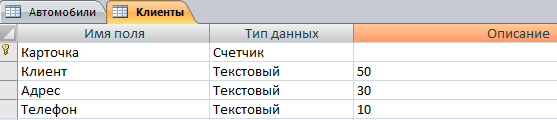 Автомобили Клиенты
Имя поля Тип данных Описание
Карточка Счетчик
Клиент Текстовый 50
Адрес Текстовый 30
Телефон Текстовый 10